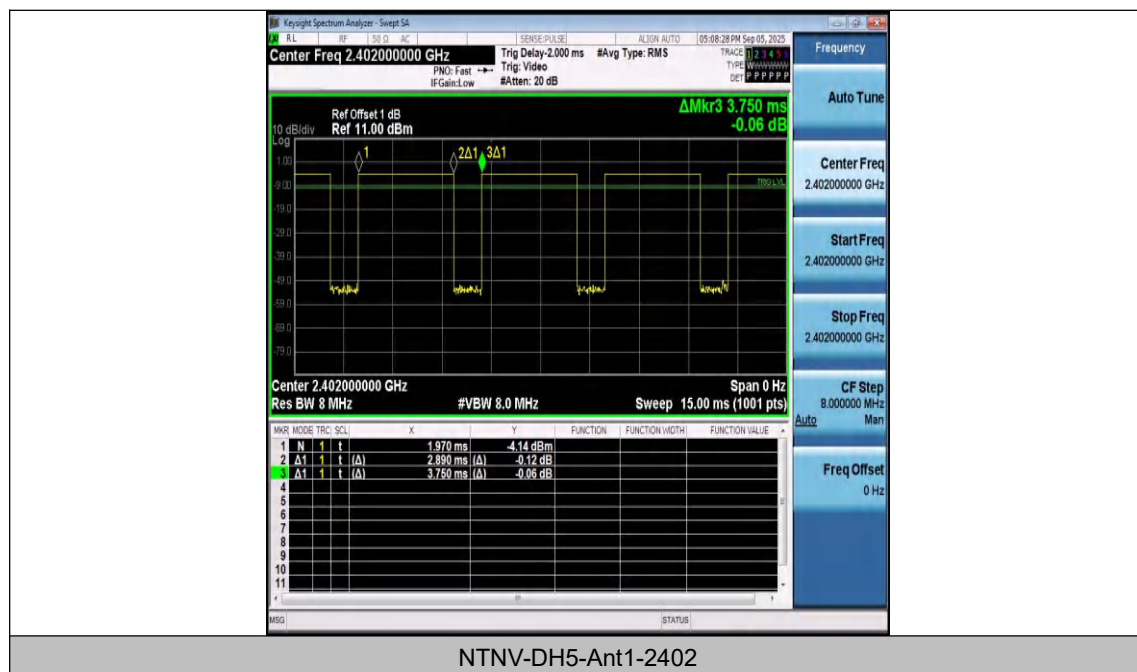 Keysight Spectrum Analyzer - Swept SA
RL RF 50 Ω AC SENSE:PULSE ALIGN AUTO 05:08:28 PM Sep 05, 2025
Center Freq 2.402000000 GHz Trig Delay-2.000 ms #Avg Type: RMS TRACE 1 2 3 4 5 6
PNO: Fast Trig: Video TYPE
IFGain:Low #Atten: 20 dB DET P P P P P P
Frequency
Auto Tune
ΔMkr3 3.750 ms
-0.06 dB
Ref Offset 1 dB
10 dB/div Ref 11.00 dBm
Log
1 2Δ1 3Δ1
1.00
-9.00 TRIG LVL
-19.0
-29.0
-39.0
-49.0
-59.0
-69.0
-79.0
Center 2.402000000 GHz Span 0 Hz
Res BW 8 MHz #VBW 8.0 MHz Sweep 15.00 ms (1001 pts)
MKR MODE TRC SCL X Y FUNCTION FUNCTION WIDTH FUNCTION VALUE
1 N 1 t 1.970 ms -4.14 dBm
2 Δ1 1 t (Δ) 2.890 ms (Δ) -0.12 dB
3 Δ1 1 t (Δ) 3.750 ms (Δ) -0.06 dB
4
5
6
7
8
9
10
11
MSG STATUS
Center Freq
2.402000000 GHz
Start Freq
2.402000000 GHz
Stop Freq
2.402000000 GHz
CF Step
8.000000 MHz
Auto Man
Freq Offset
0 Hz
NTNV-DH5-Ant1-2402